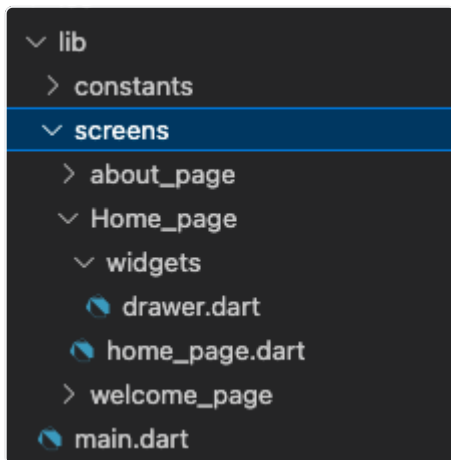 lib
constants
screens
about_page
Home_page
widgets
drawer.dart
home_page.dart
welcome_page
main.dart